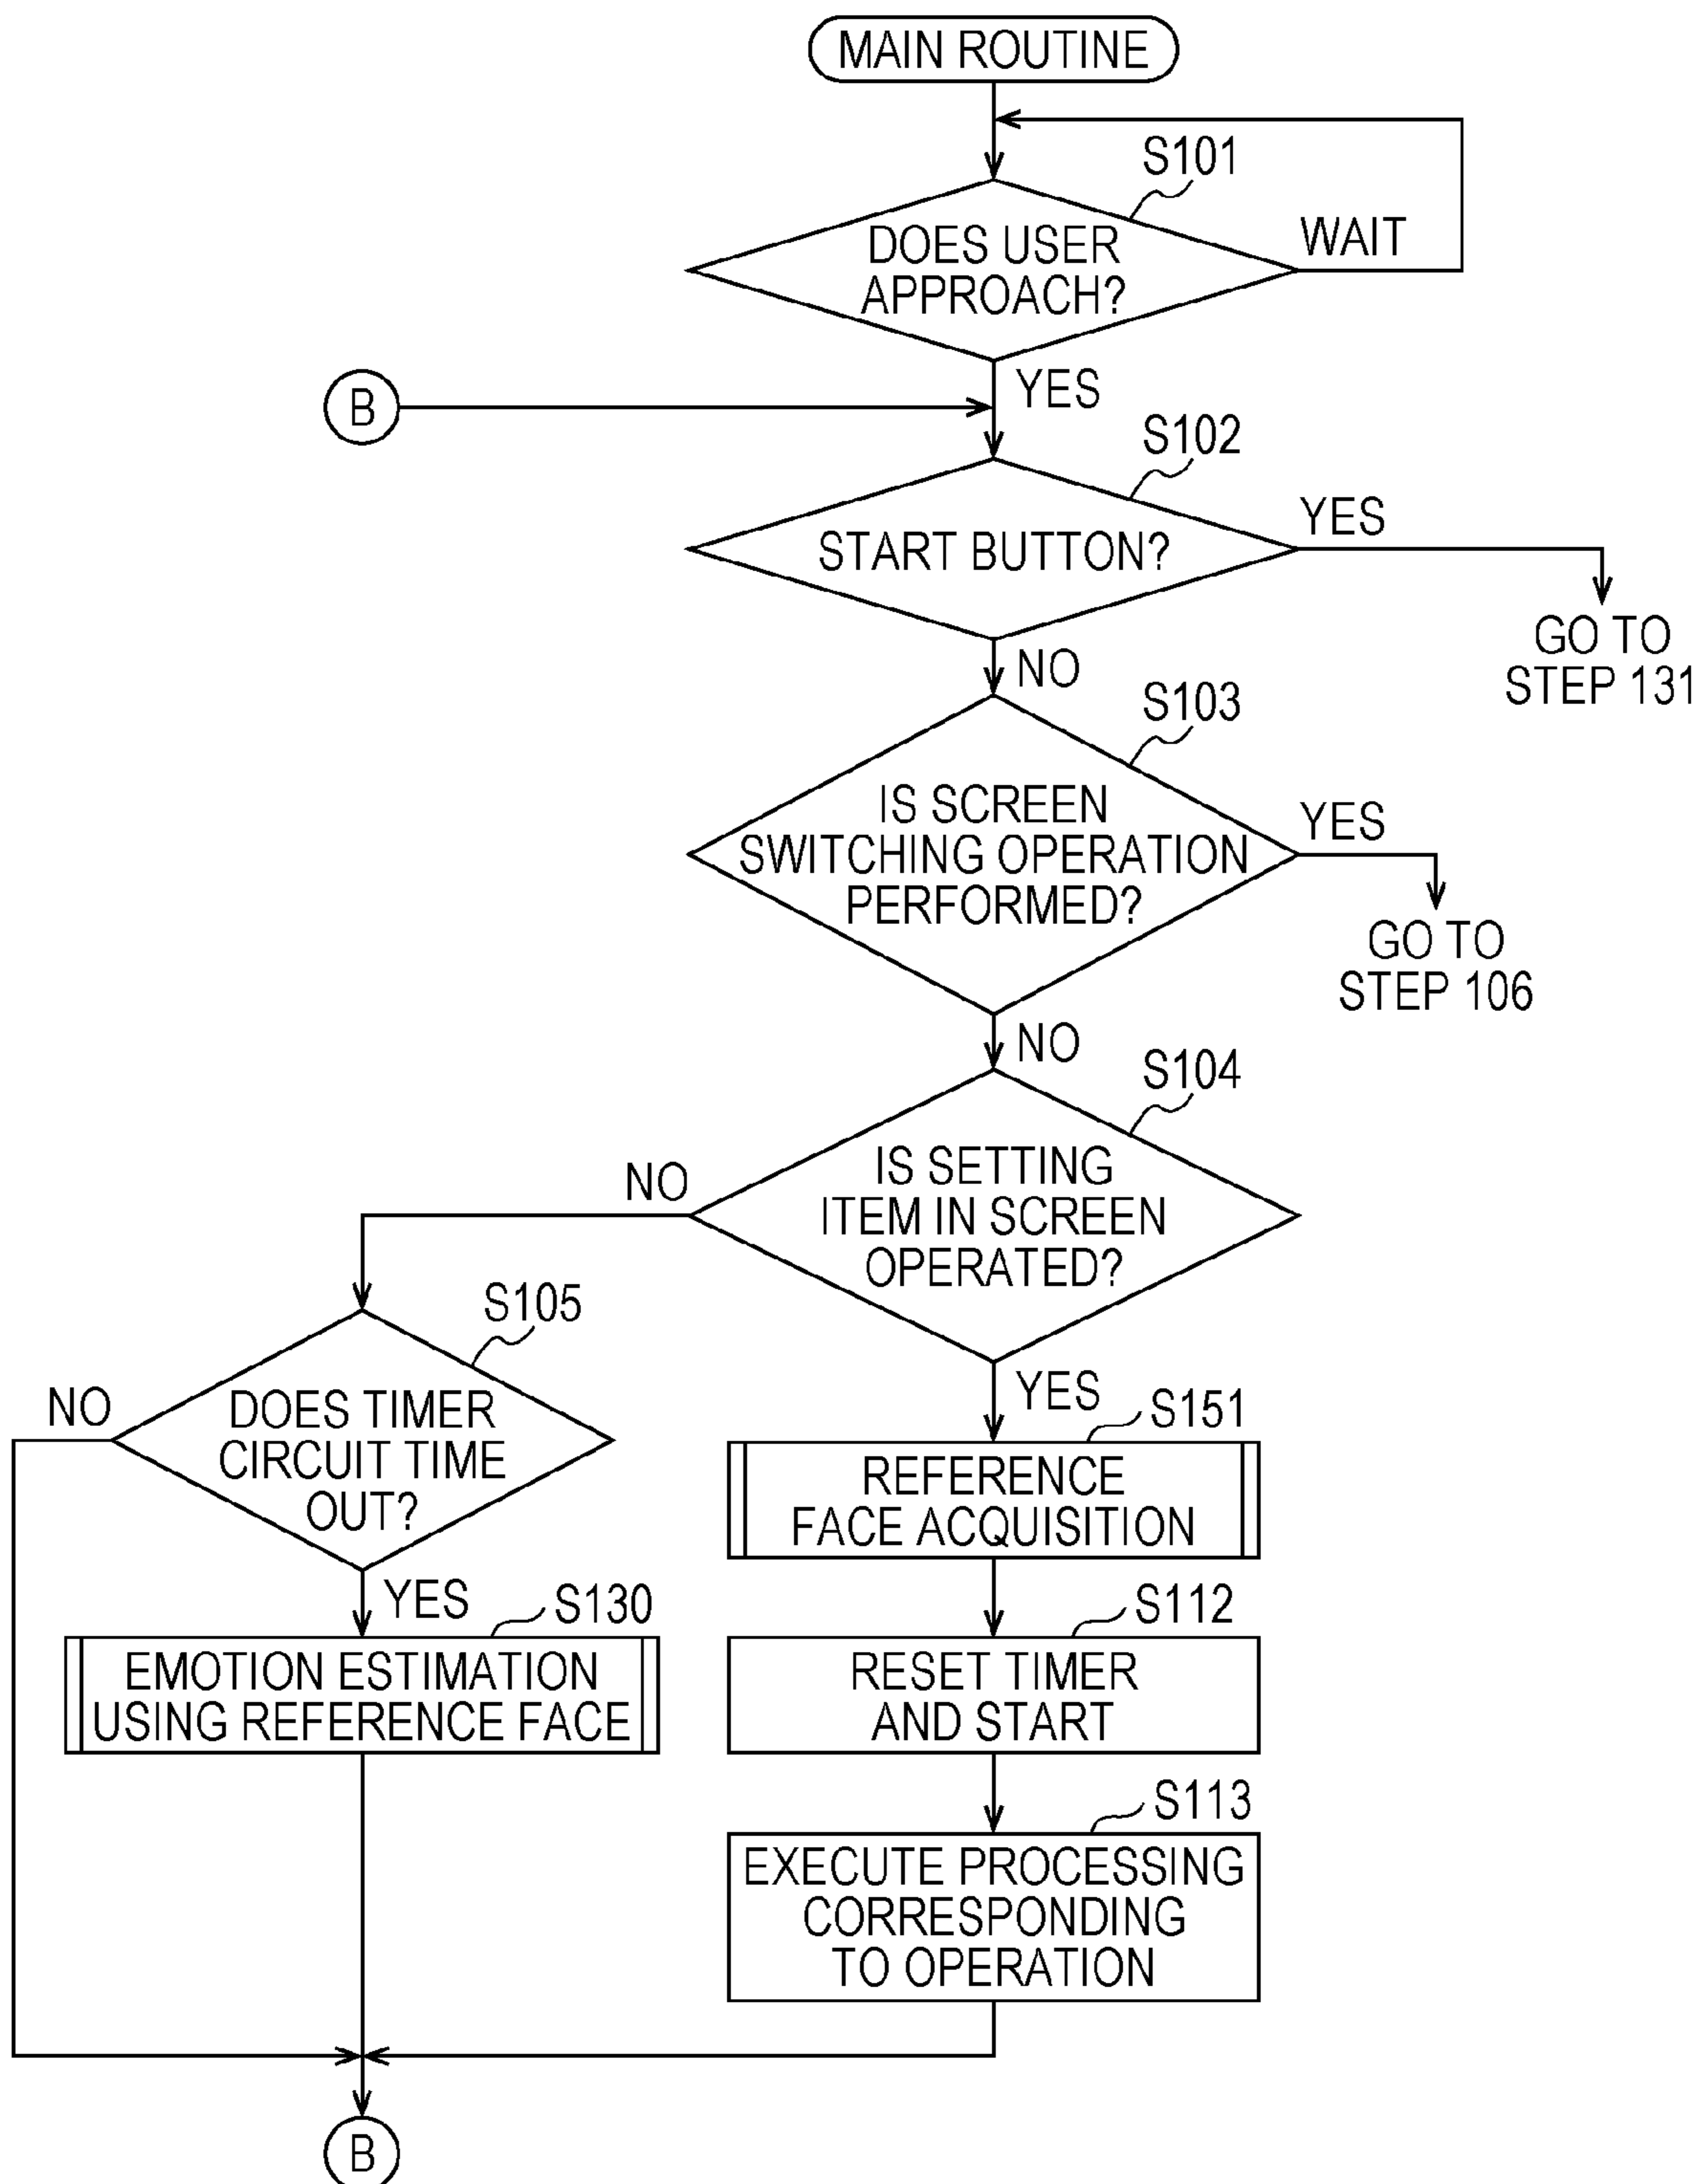 MAIN ROUTINE
S101
DOES USER
APPROACH?
WAIT
YES
B
S102
START BUTTON?
YES
GO TO
STEP 131
NO
S103
IS SCREEN
SWITCHING OPERATION
PERFORMED?
YES
GO TO
STEP 106
NO
S104
IS SETTING
ITEM IN SCREEN
OPERATED?
NO
S105
DOES TIMER
CIRCUIT TIME
OUT?
NO
YES
S130
EMOTION ESTIMATION
USING REFERENCE FACE
YES
S151
REFERENCE
FACE ACQUISITION
S112
RESET TIMER
AND START
S113
EXECUTE PROCESSING
CORRESPONDING
TO OPERATION
B